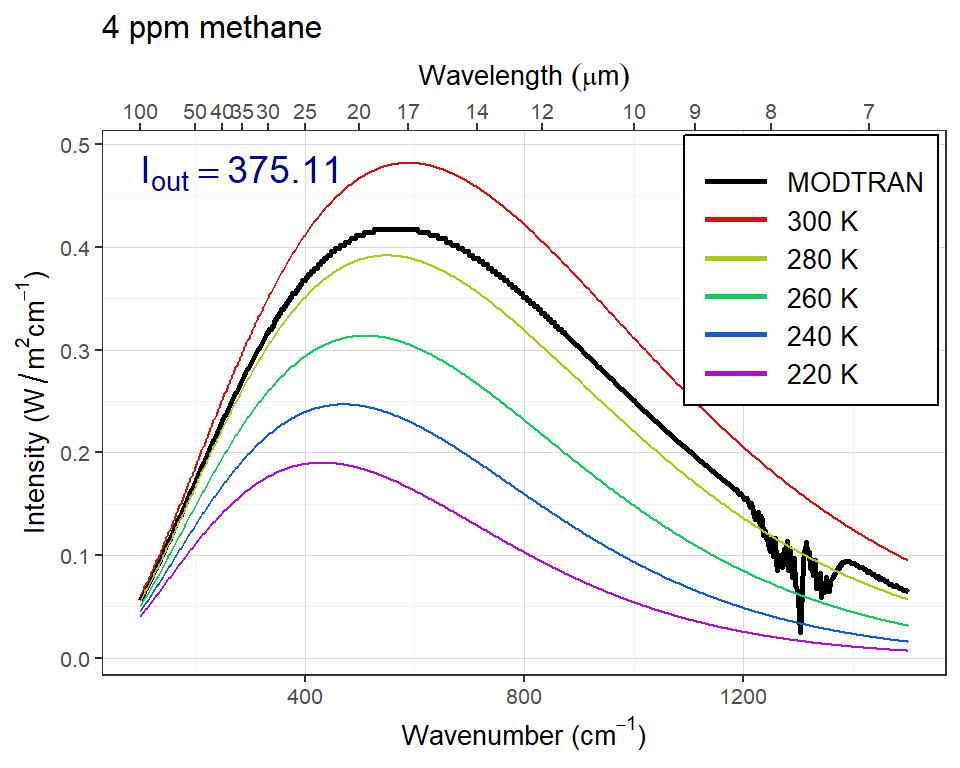 4 ppm methane
Wavelength (μm)
100 50 40 35 30 25 20 17 14 12 10 9 8 7
I_out = 375.11
MODTRAN
300 K
280 K
260 K
240 K
220 K
0.5
0.4
0.3
0.2
0.1
0.0
Intensity (W / m² cm⁻¹)
400 800 1200
Wavenumber (cm⁻¹)